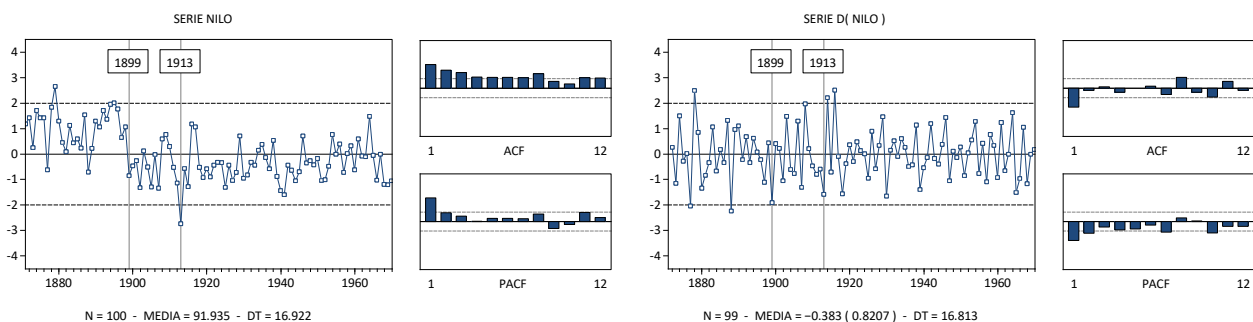 SERIE NILO
4
3
2
1
0
-1
-2
-3
-4
1899
1913
1880 1900 1920 1940 1960
1 ACF 12
1 PACF 12
N = 100 - MEDIA = 91.935 - DT = 16.922
SERIE D( NILO )
4
3
2
1
0
-1
-2
-3
-4
1899
1913
1880 1900 1920 1940 1960
1 ACF 12
1 PACF 12
N = 99 - MEDIA = −0.383 ( 0.8207 ) - DT = 16.813